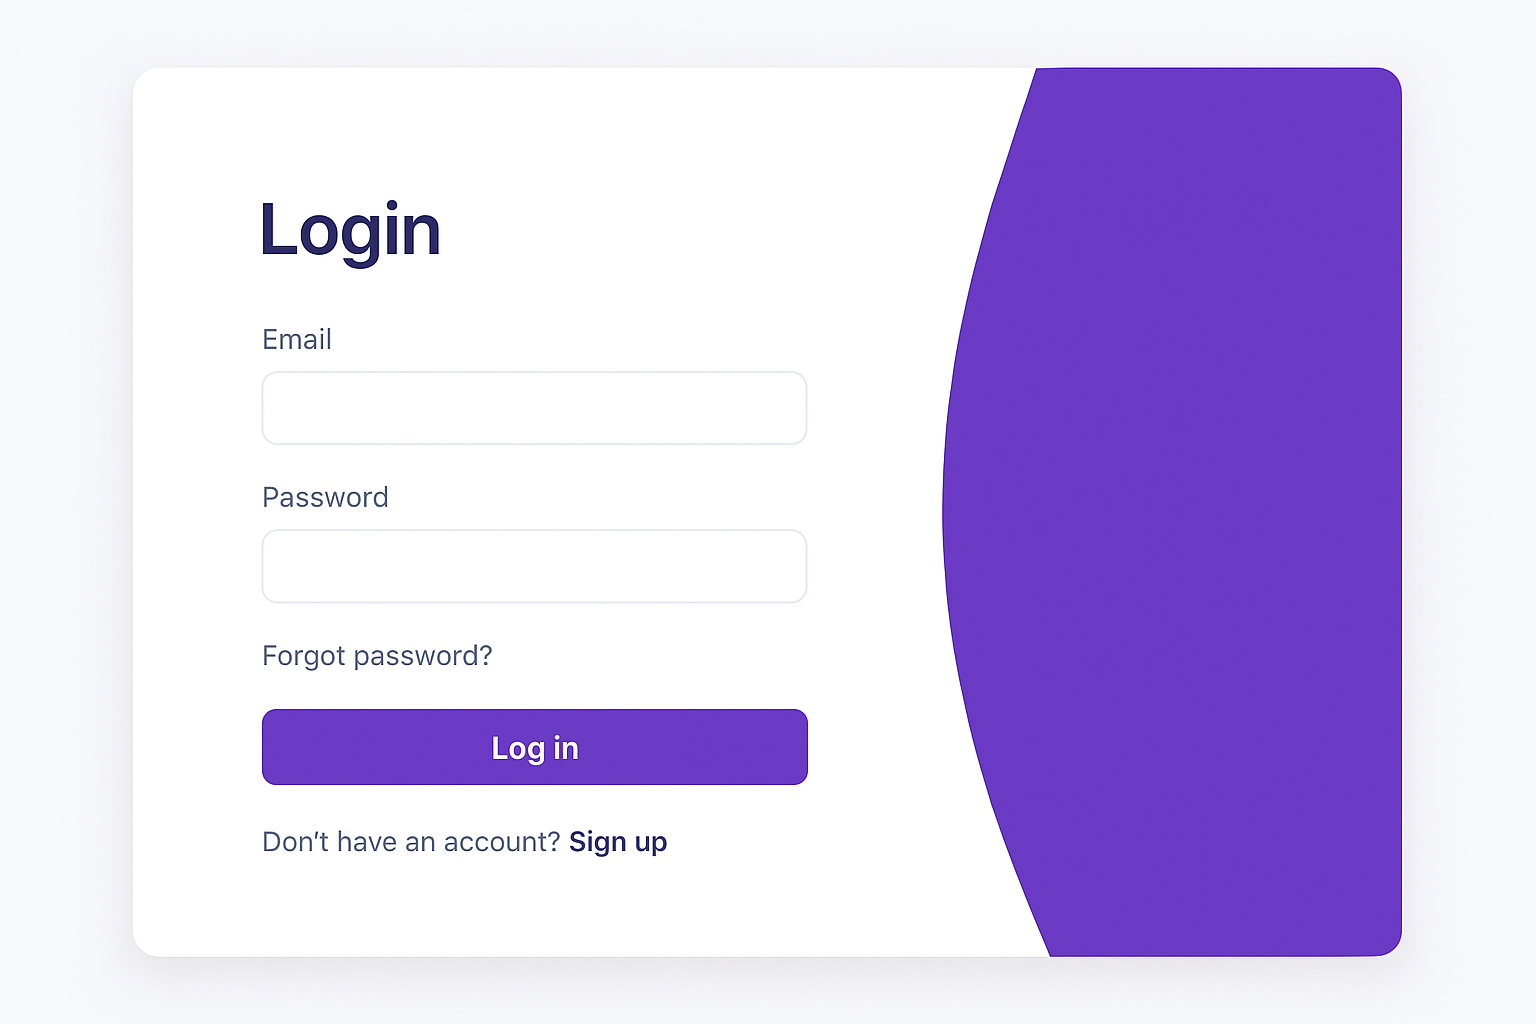 Login
Email
Password
Forgot password?
Log in
Don’t have an account? Sign up